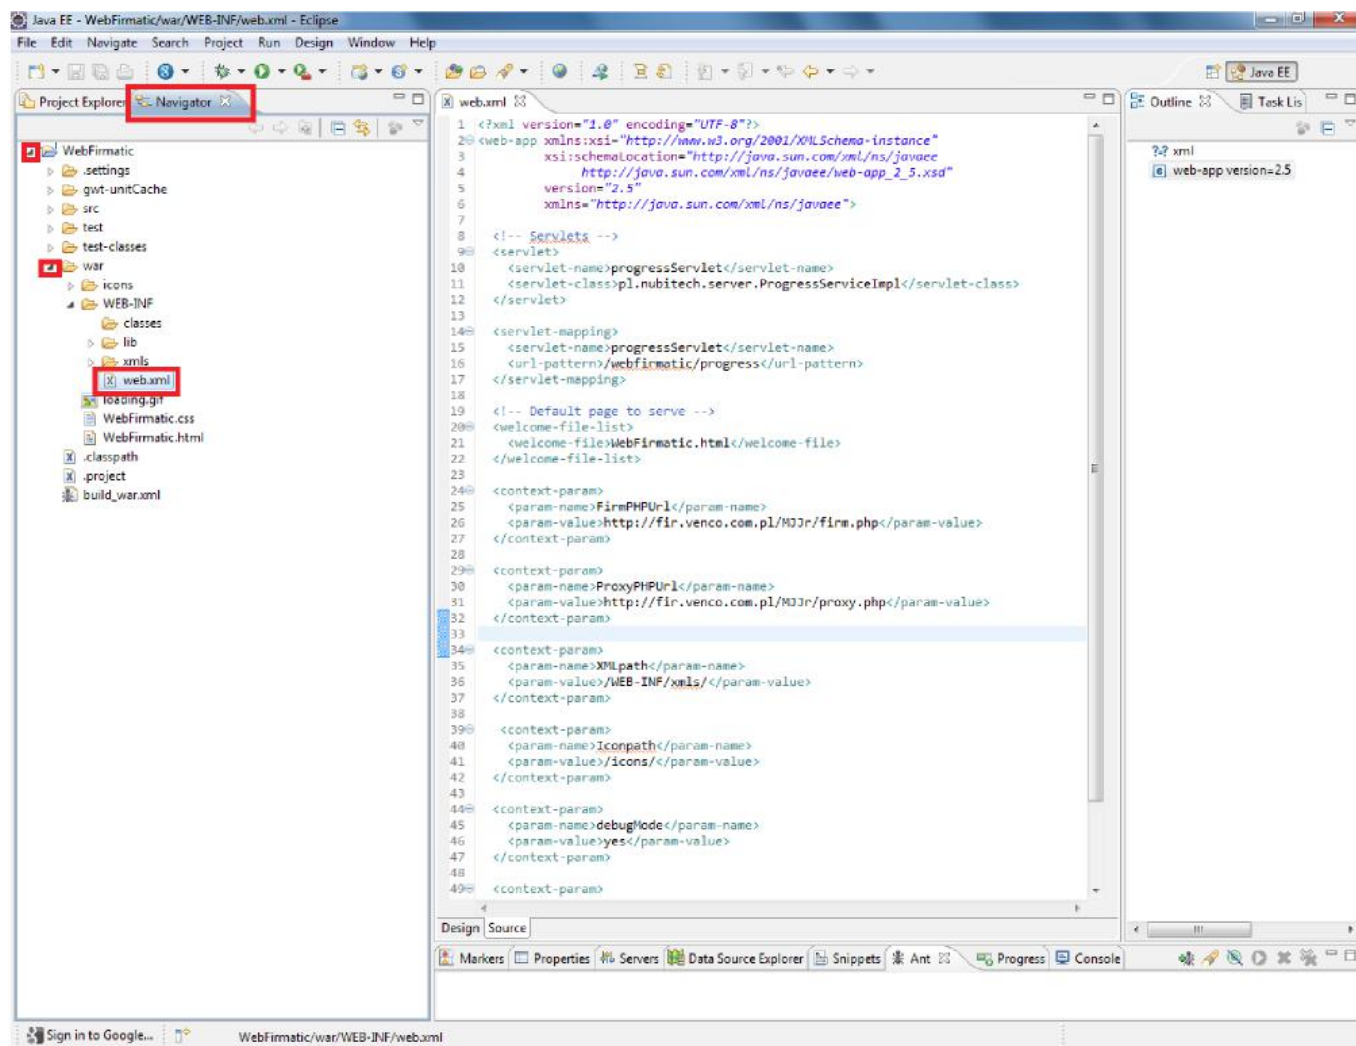 Java EE - WebFirmatic/war/WEB-INF/web.xml - Eclipse
File Edit Navigate Search Project Run Design Window Help
Java EE
Project Explorer Navigator
web.xml
Outline Task Lis
WebFirmatic
.settings
gwt-unitCache
src
test
test-classes
war
icons
WEB-INF
classes
lib
xmls
web.xml
loading.gif
WebFirmatic.css
WebFirmatic.html
.classpath
.project
build_war.xml
1 <?xml version="1.0" encoding="UTF-8"?>
2 <web-app xmlns:xsi="http://www.w3.org/2001/XMLSchema-instance"
3 xsi:schemaLocation="http://java.sun.com/xml/ns/javaee
4 http://java.sun.com/xml/ns/javaee/web-app_2_5.xsd"
5 version="2.5"
6 xmlns="http://java.sun.com/xml/ns/javaee">
7
8 <!-- Servlets -->
9 <servlet>
10 <servlet-name>progressServlet</servlet-name>
11 <servlet-class>pl.nubitech.server.ProgressServiceImpl</servlet-class>
12 </servlet>
13
14 <servlet-mapping>
15 <servlet-name>progressServlet</servlet-name>
16 <url-pattern>/webfirmatic/progress</url-pattern>
17 </servlet-mapping>
18
19 <!-- Default page to serve -->
20 <welcome-file-list>
21 <welcome-file>WebFirmatic.html</welcome-file>
22 </welcome-file-list>
23
24 <context-param>
25 <param-name>FirmPHPUrl</param-name>
26 <param-value>http://fir.venco.com.pl/MJJr/firm.php</param-value>
27 </context-param>
28
29 <context-param>
30 <param-name>ProxyPHPUrl</param-name>
31 <param-value>http://fir.venco.com.pl/MJJr/proxy.php</param-value>
32 </context-param>
33
34 <context-param>
35 <param-name>XMLpath</param-name>
36 <param-value>/WEB-INF/xmls/</param-value>
37 </context-param>
38
39 <context-param>
40 <param-name>Iconpath</param-name>
41 <param-value>/icons/</param-value>
42 </context-param>
43
44 <context-param>
45 <param-name>debugMode</param-name>
46 <param-value>yes</param-value>
47 </context-param>
48
49 <context-param>
Design Source
?=? xml
e web-app version=2.5
Markers Properties Servers Data Source Explorer Snippets Ant Progress Console
Sign in to Google... WebFirmatic/war/WEB-INF/web.xml